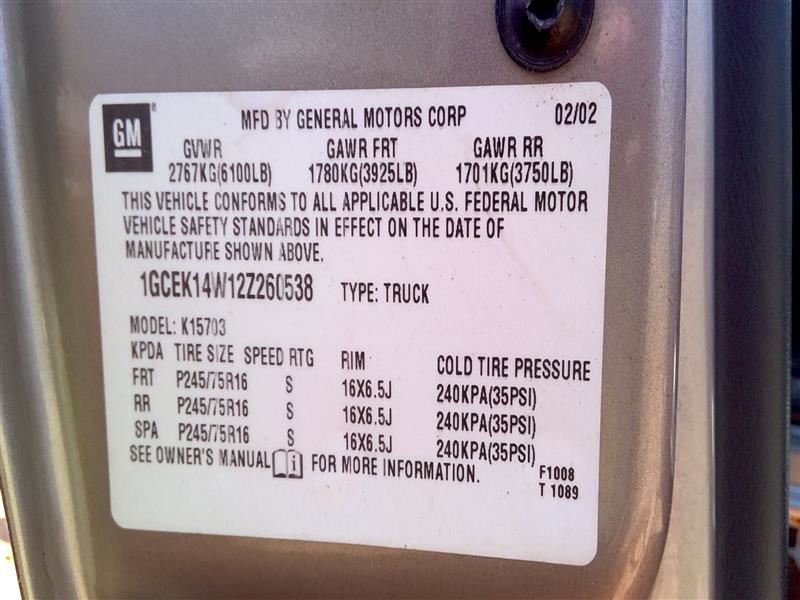 GM ® MFD BY GENERAL MOTORS CORP 02/02
GVWR GAWR FRT GAWR RR
2767KG(6100LB) 1780KG(3925LB) 1701KG(3750LB)
THIS VEHICLE CONFORMS TO ALL APPLICABLE U.S. FEDERAL MOTOR
VEHICLE SAFETY STANDARDS IN EFFECT ON THE DATE OF
MANUFACTURE SHOWN ABOVE.
1GCEK14W12Z260538 TYPE: TRUCK
MODEL: K15703
KPDA TIRE SIZE SPEED RTG RIM COLD TIRE PRESSURE
FRT P245/75R16 S 16X6.5J 240KPA(35PSI)
RR P245/75R16 S 16X6.5J 240KPA(35PSI)
SPA P245/75R16 S 16X6.5J 240KPA(35PSI)
SEE OWNER'S MANUAL i FOR MORE INFORMATION.
F1008
T 1089